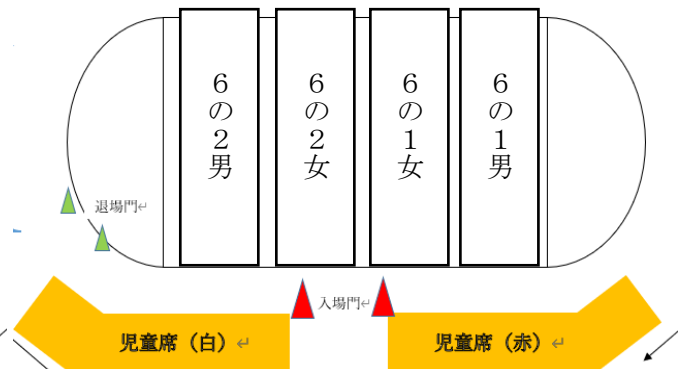 6の2男
6の2女
6の1女
6の1男
退場門
入場門
児童席（白）
児童席（赤）